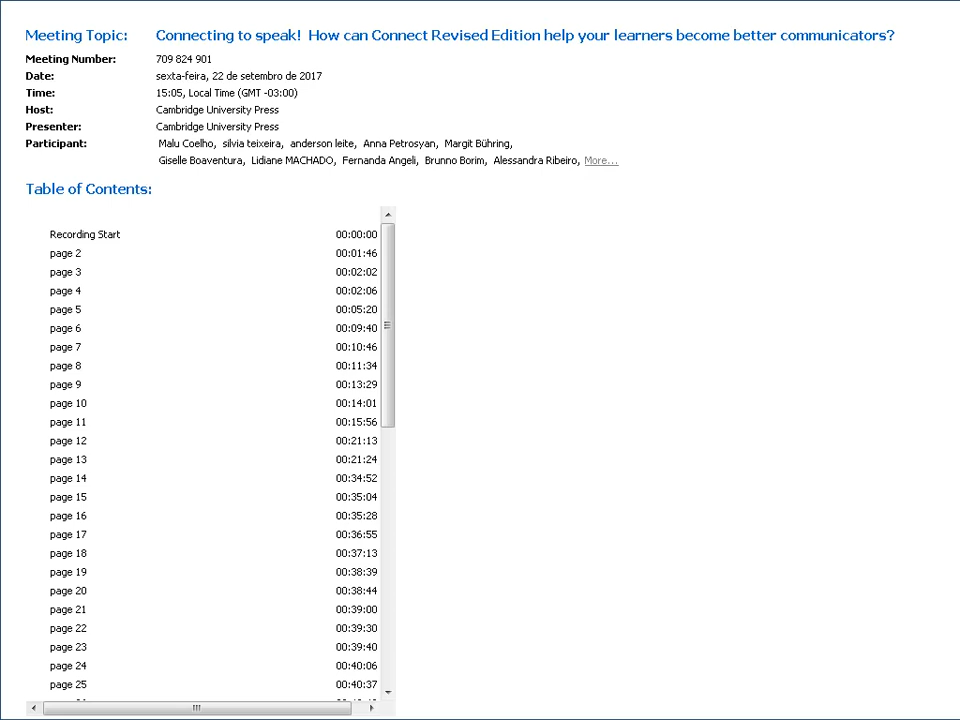 Meeting Topic: Connecting to speak! How can Connect Revised Edition help your learners become better communicators?
Meeting Number: 709 824 901
Date: sexta-feira, 22 de setembro de 2017
Time: 15:05, Local Time (GMT -03:00)
Host: Cambridge University Press
Presenter: Cambridge University Press
Participant: Malu Coelho, silvia teixeira, anderson leite, Anna Petrosyan, Margit Bühring,
Giselle Boaventura, Lidiane MACHADO, Fernanda Angeli, Brunno Borim, Alessandra Ribeiro, More...
Table of Contents:
Recording Start 00:00:00
page 2 00:01:46
page 3 00:02:02
page 4 00:02:06
page 5 00:05:20
page 6 00:09:40
page 7 00:10:46
page 8 00:11:34
page 9 00:13:29
page 10 00:14:01
page 11 00:15:56
page 12 00:21:13
page 13 00:21:24
page 14 00:34:52
page 15 00:35:04
page 16 00:35:28
page 17 00:36:55
page 18 00:37:13
page 19 00:38:39
page 20 00:38:44
page 21 00:39:00
page 22 00:39:30
page 23 00:39:40
page 24 00:40:06
page 25 00:40:37